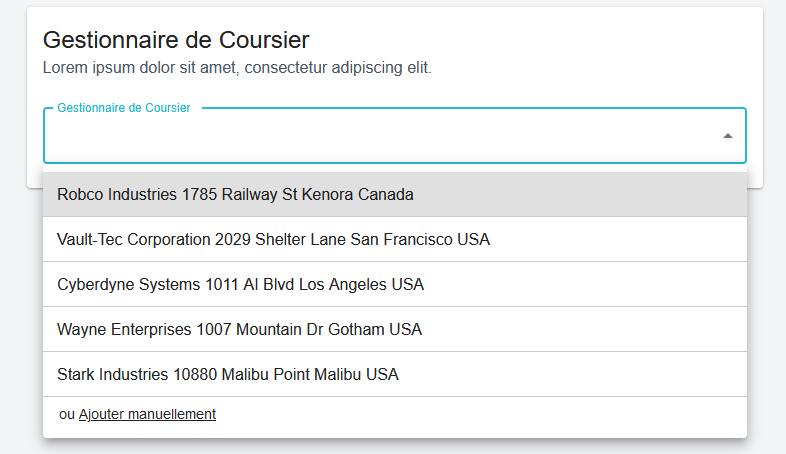 Gestionnaire de Coursier
Lorem ipsum dolor sit amet, consectetur adipiscing elit.
Gestionnaire de Coursier
Robco Industries 1785 Railway St Kenora Canada
Vault-Tec Corporation 2029 Shelter Lane San Francisco USA
Cyberdyne Systems 1011 AI Blvd Los Angeles USA
Wayne Enterprises 1007 Mountain Dr Gotham USA
Stark Industries 10880 Malibu Point Malibu USA
ou Ajouter manuellement